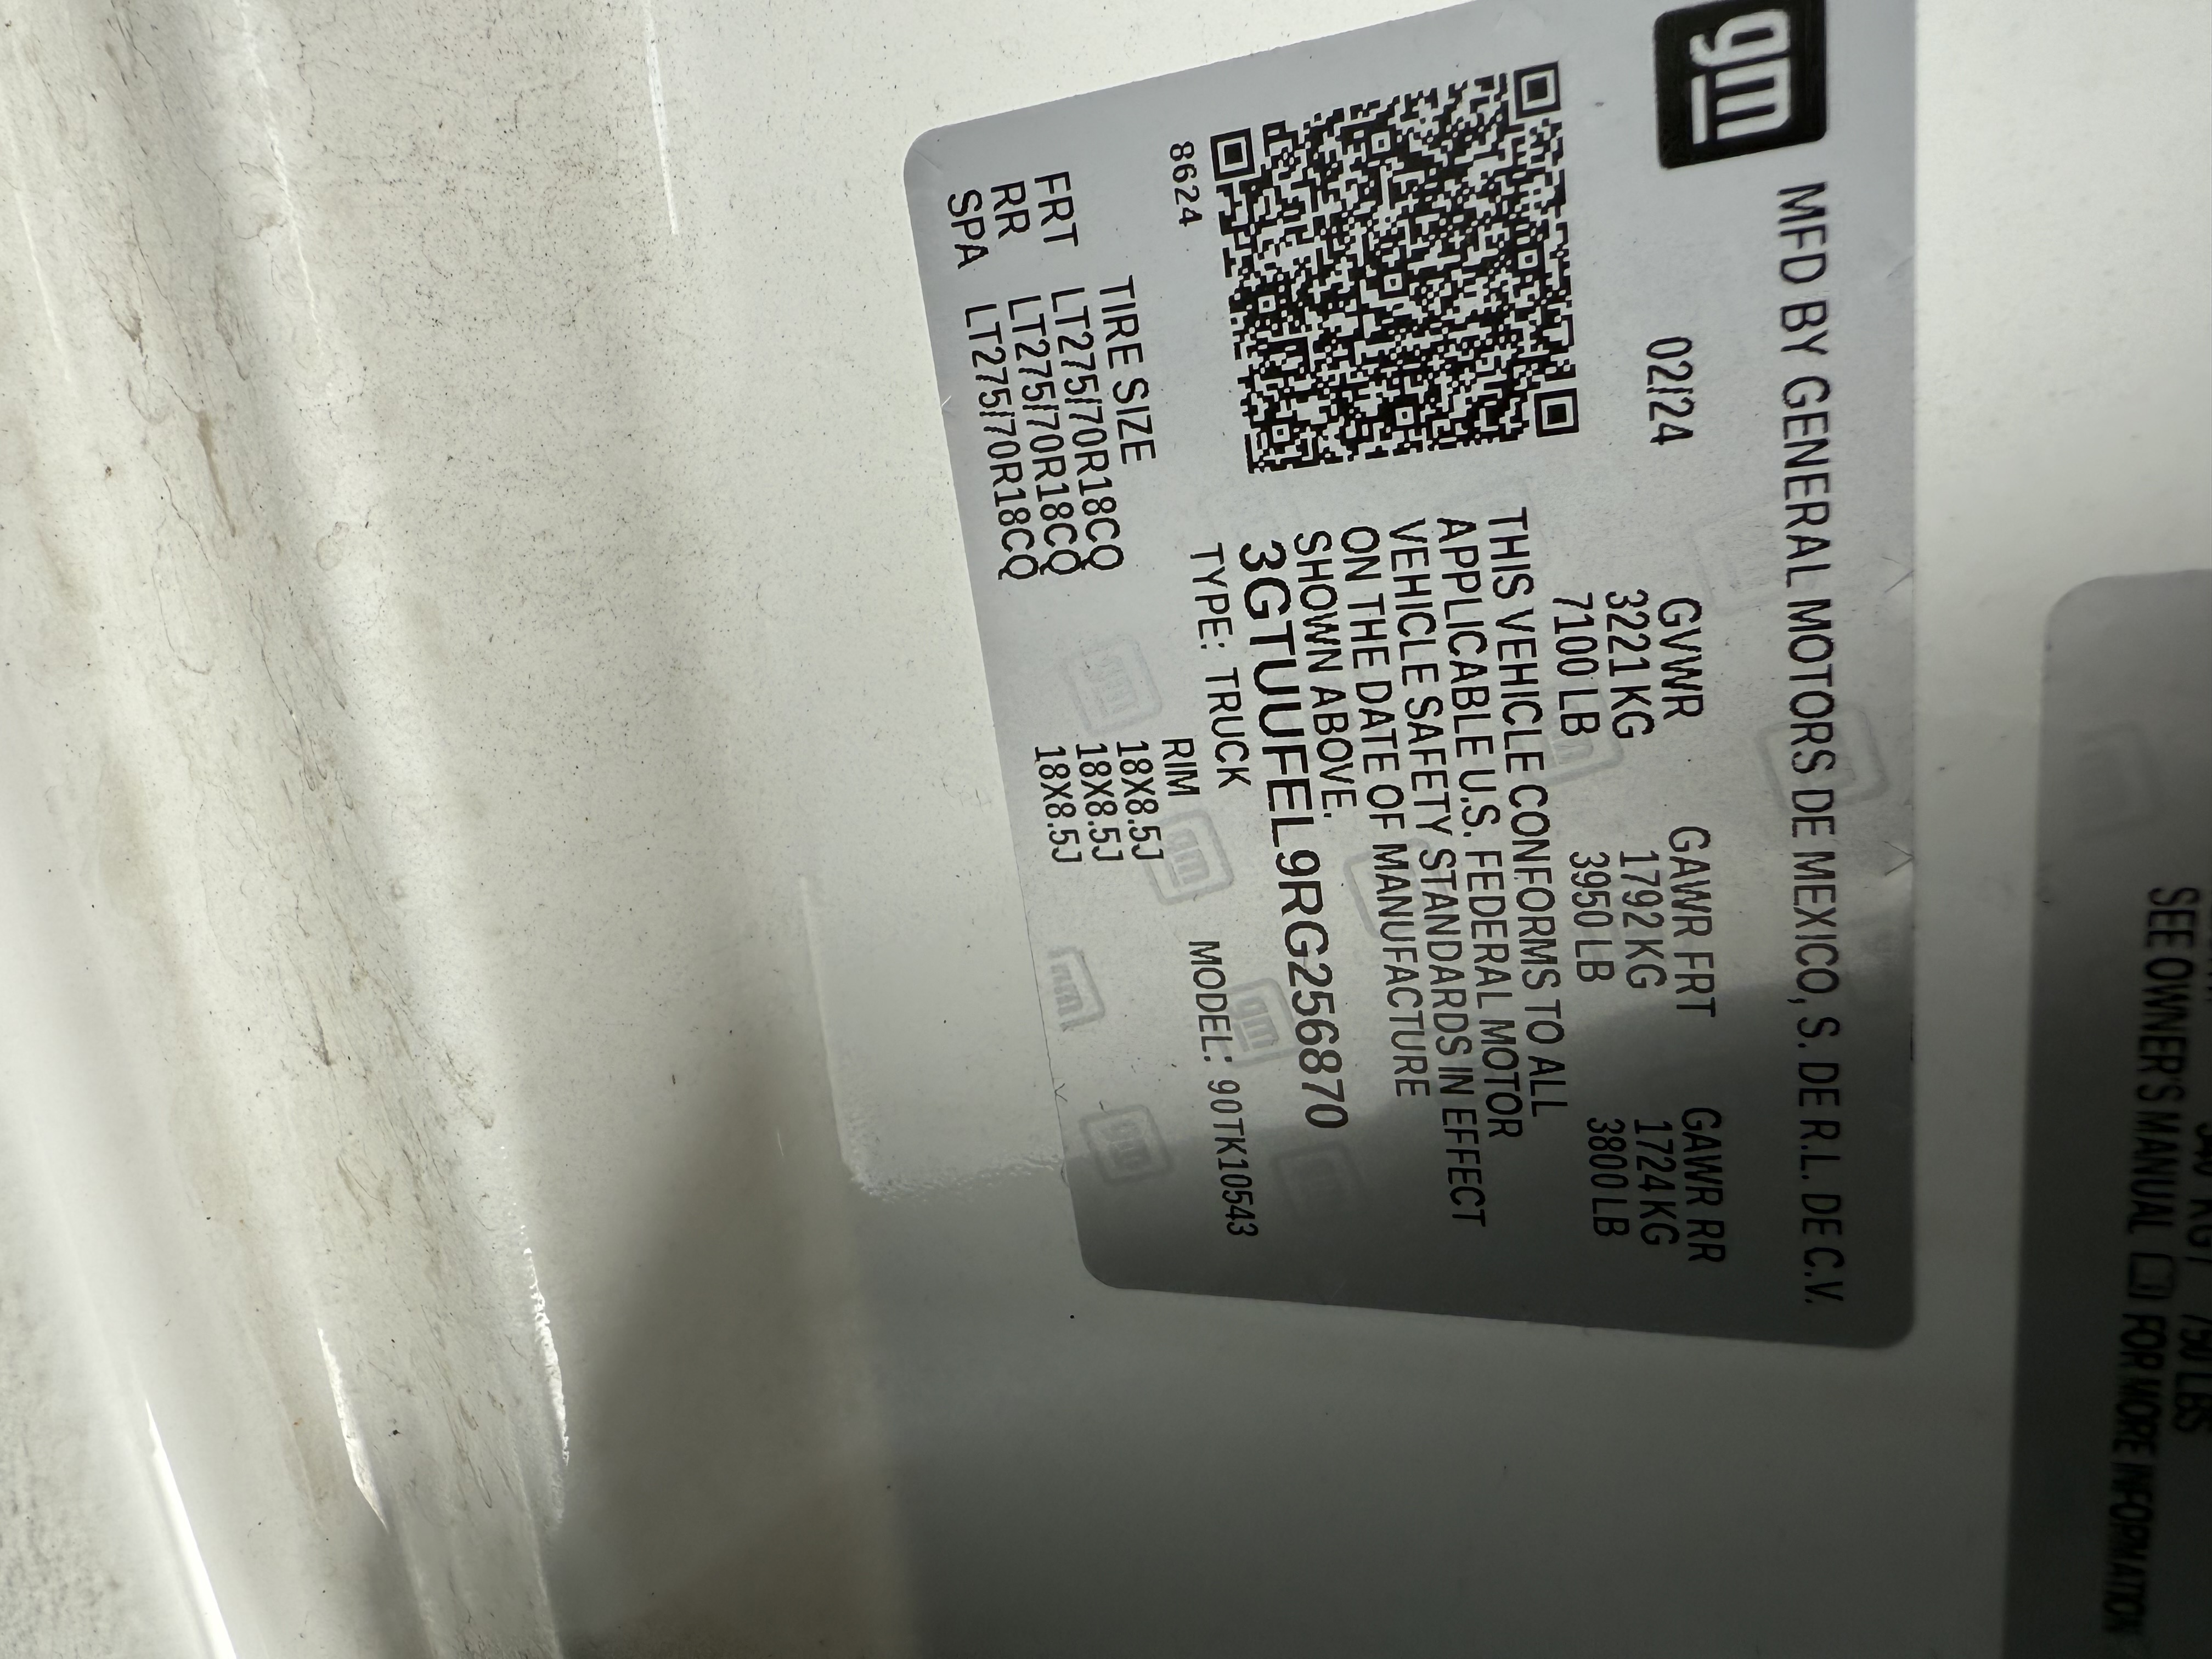 gm MFD BY GENERAL MOTORS DE MEXICO, S. DE R.L. DE C.V.
02/24 GVWR GAWR FRT GAWR RR
3221 KG 1792 KG 1724 KG
7100 LB 3950 LB 3800 LB
THIS VEHICLE CONFORMS TO ALL
APPLICABLE U.S. FEDERAL MOTOR
VEHICLE SAFETY STANDARDS IN EFFECT
ON THE DATE OF MANUFACTURE
SHOWN ABOVE.
3GTUUFEL9RG256870
8624 TYPE: TRUCK MODEL: 90TK10543
TIRE SIZE RIM
FRT LT275/70R18CQ 18X8.5J
RR LT275/70R18CQ 18X8.5J
SPA LT275/70R18CQ 18X8.5J
750 LBS
SEE OWNER'S MANUAL FOR MORE INFORMATION